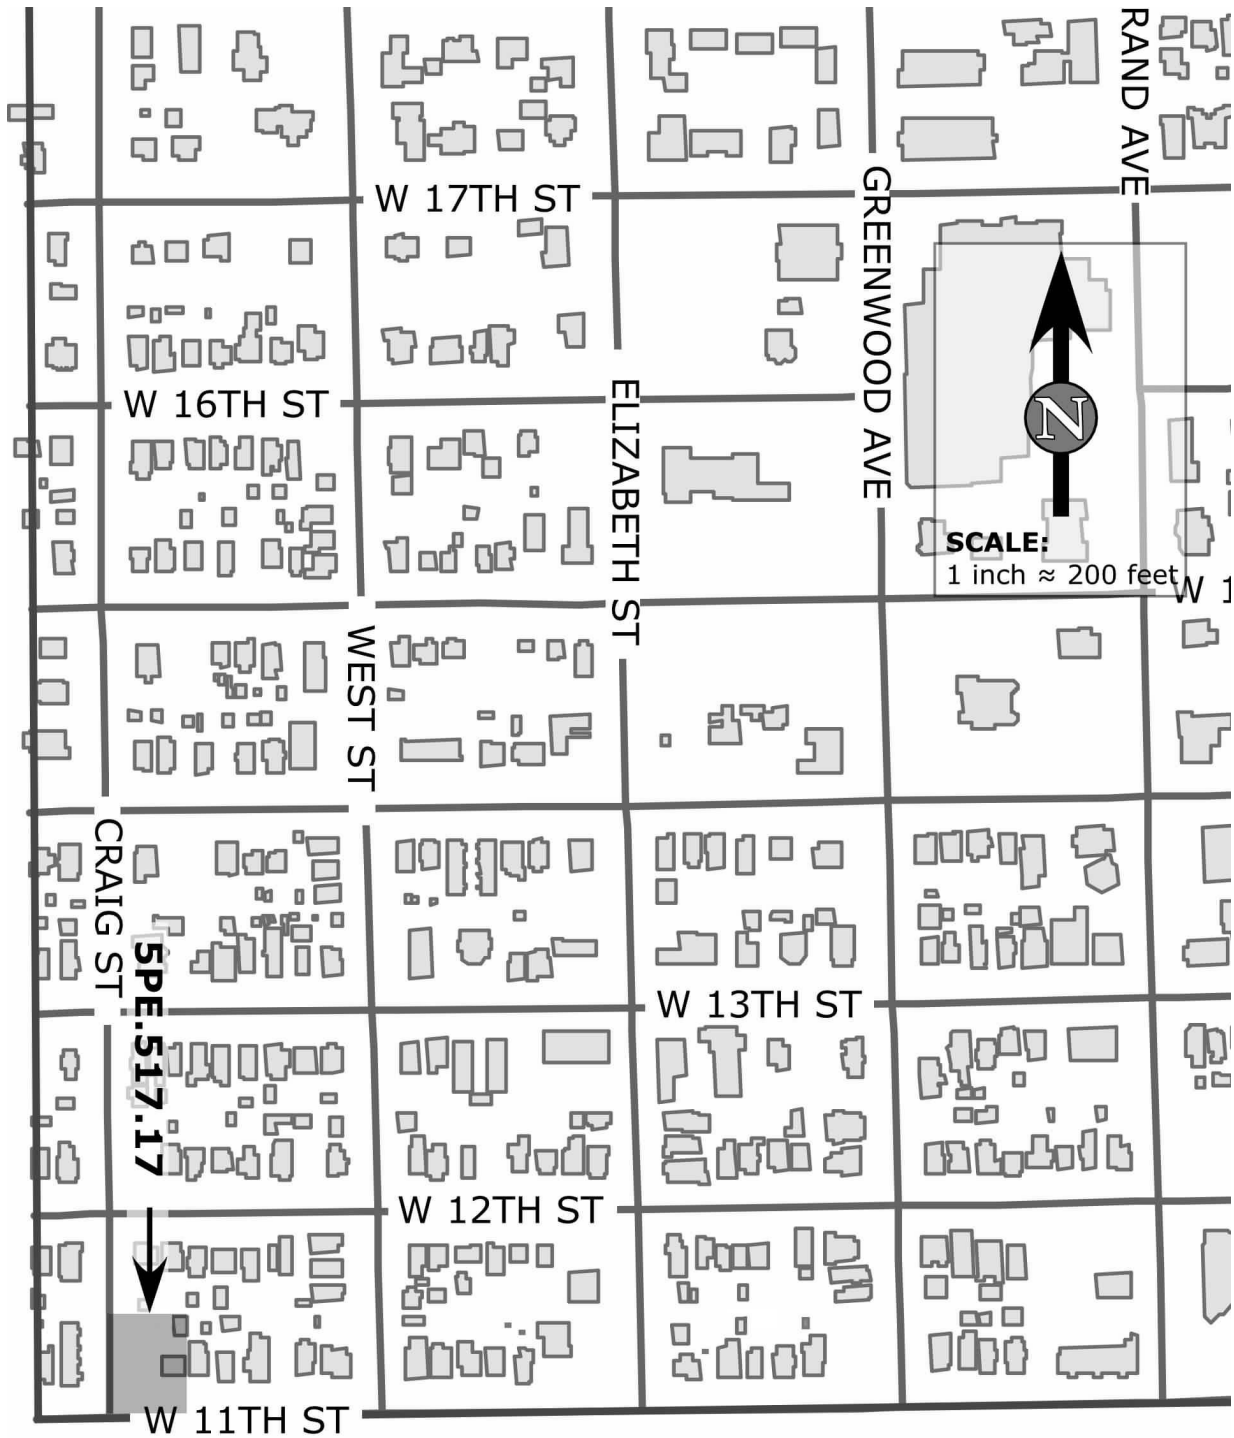 RAND AVE
W 17TH ST
GREENWOOD AVE
W 16TH ST
ELIZABETH ST
N
SCALE:
1 inch ≈ 200 feet
W 1
WEST ST
CRAIG ST
5PE.517.17
W 13TH ST
W 12TH ST
W 11TH ST